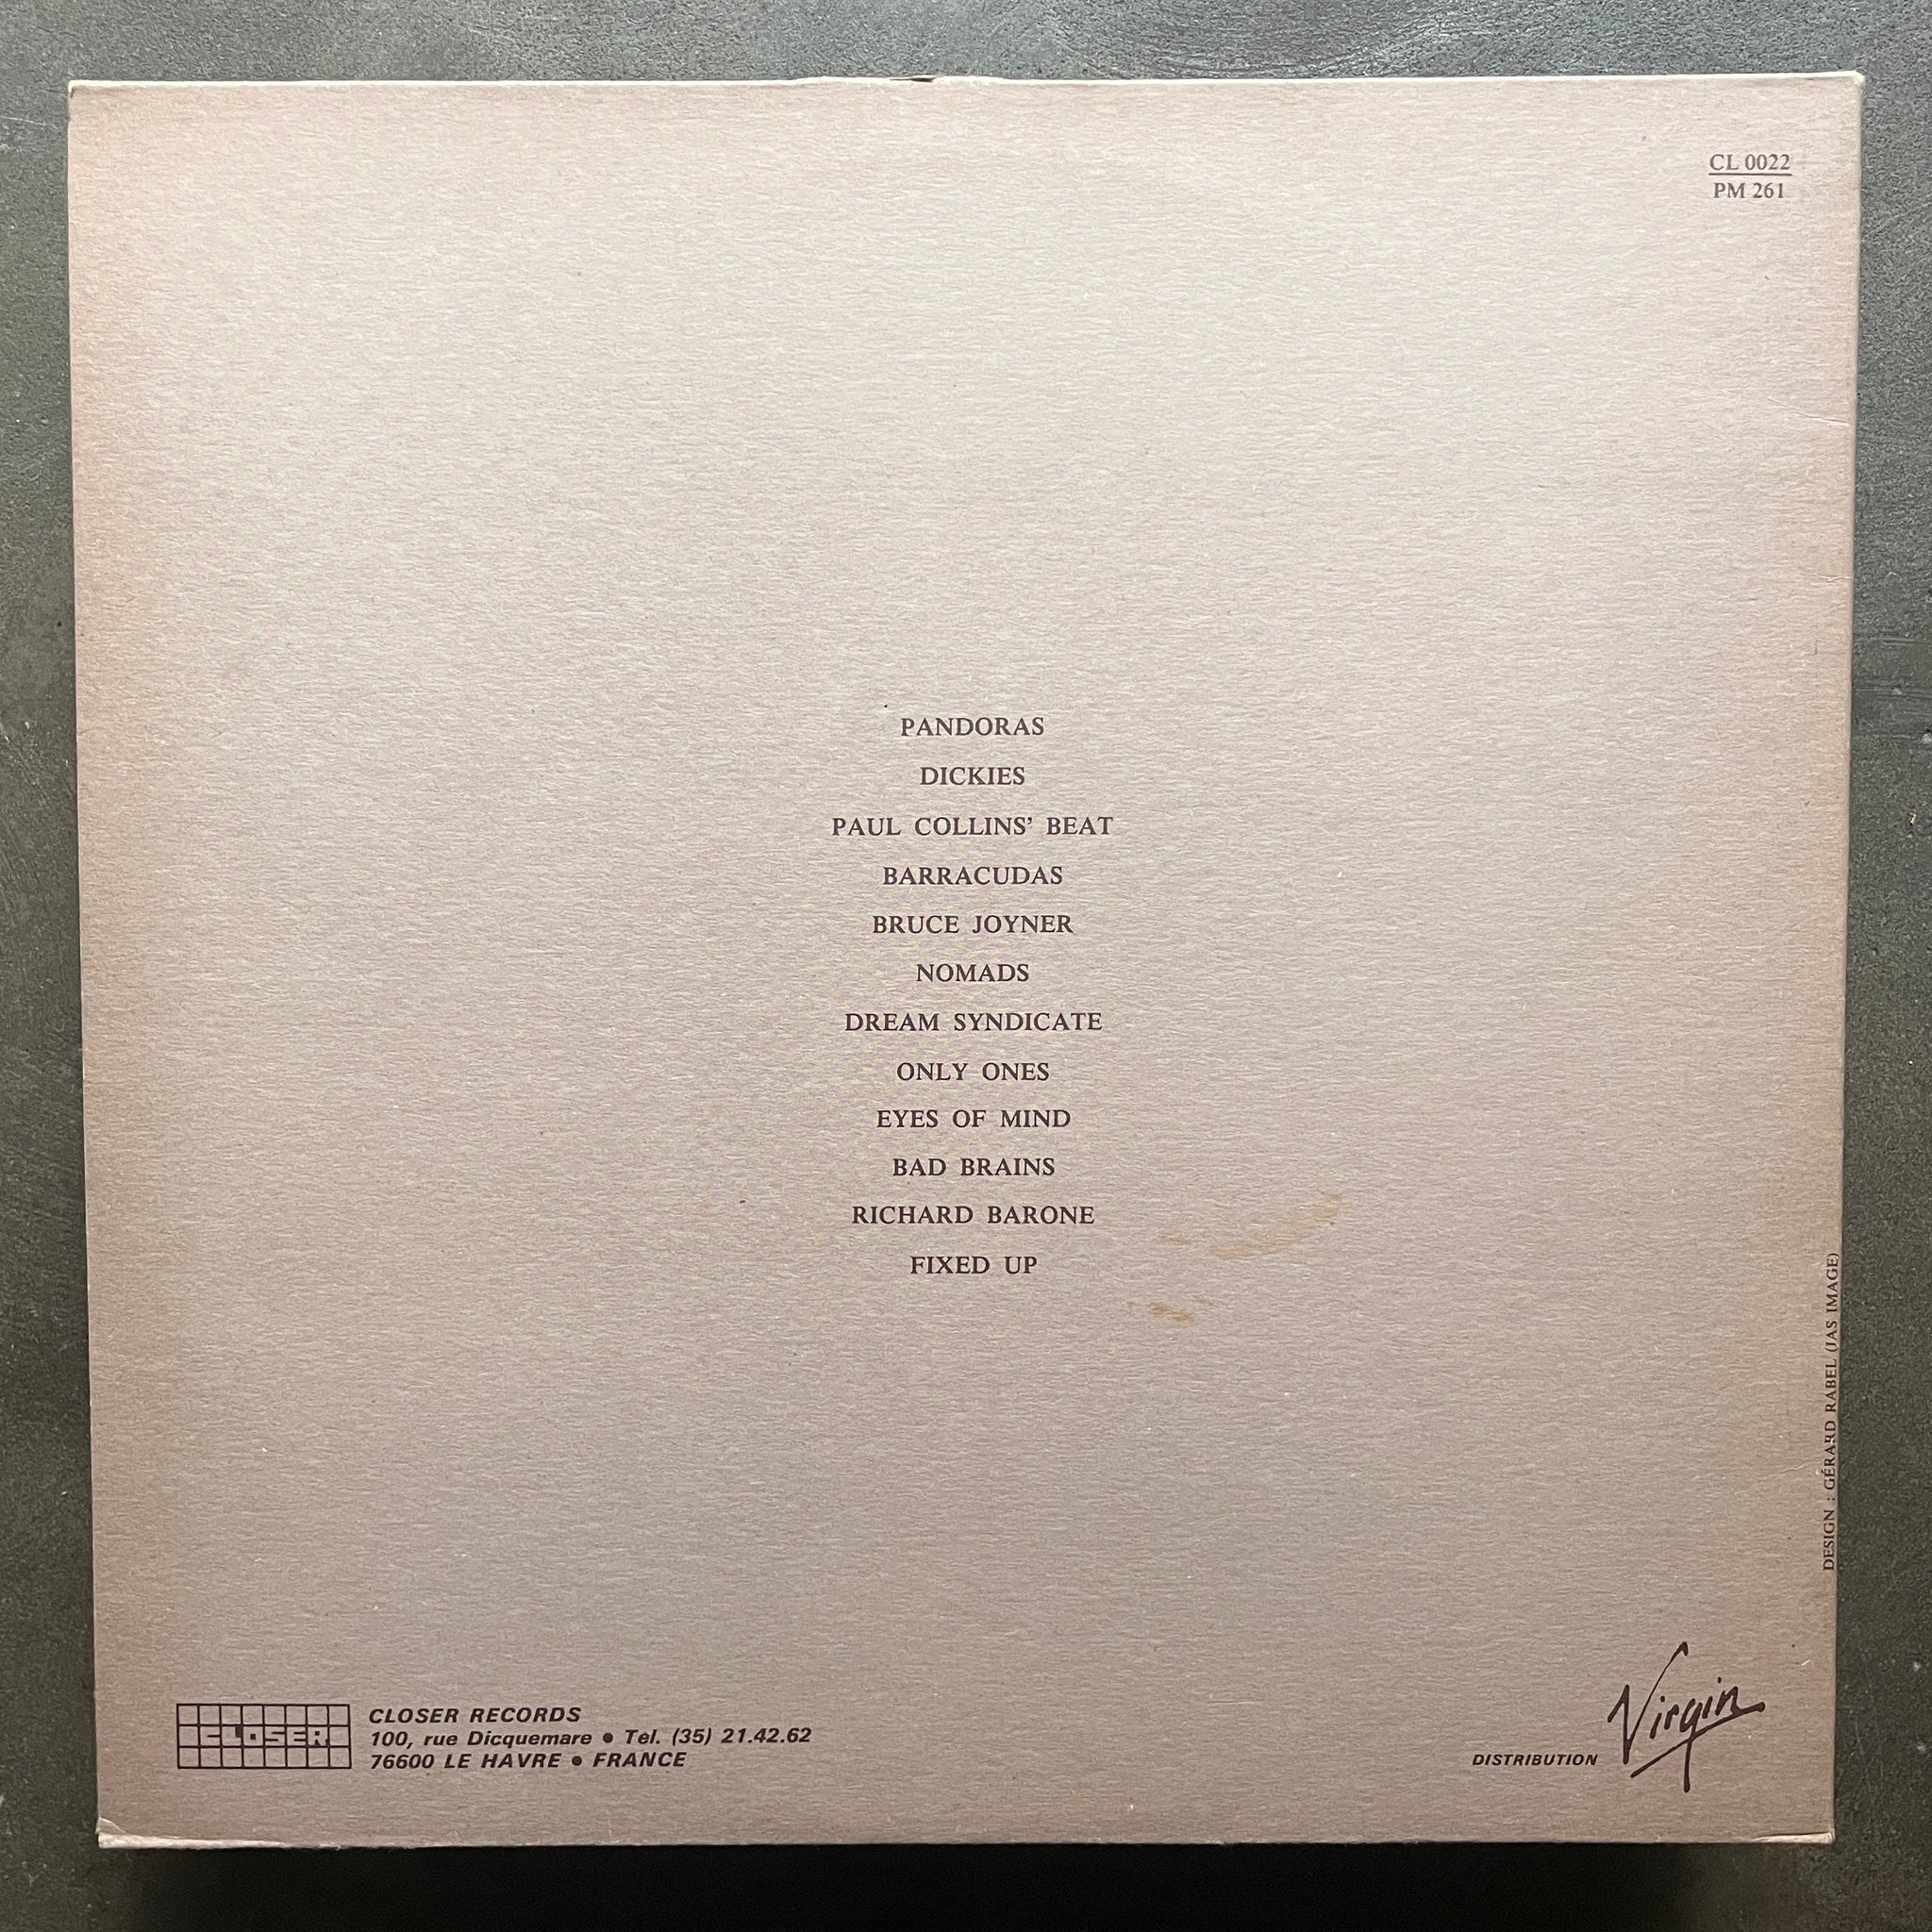 CL 0022
PM 261
PANDORAS
DICKIES
PAUL COLLINS' BEAT
BARRACUDAS
BRUCE JOYNER
NOMADS
DREAM SYNDICATE
ONLY ONES
EYES OF MIND
BAD BRAINS
RICHARD BARONE
FIXED UP
DESIGN : GÉRARD RABEL (JAS IMAGE)
CLOSER
CLOSER RECORDS
100, rue Dicquemare • Tél. (35) 21.42.62
76600 LE HAVRE • FRANCE
DISTRIBUTION
Virgin